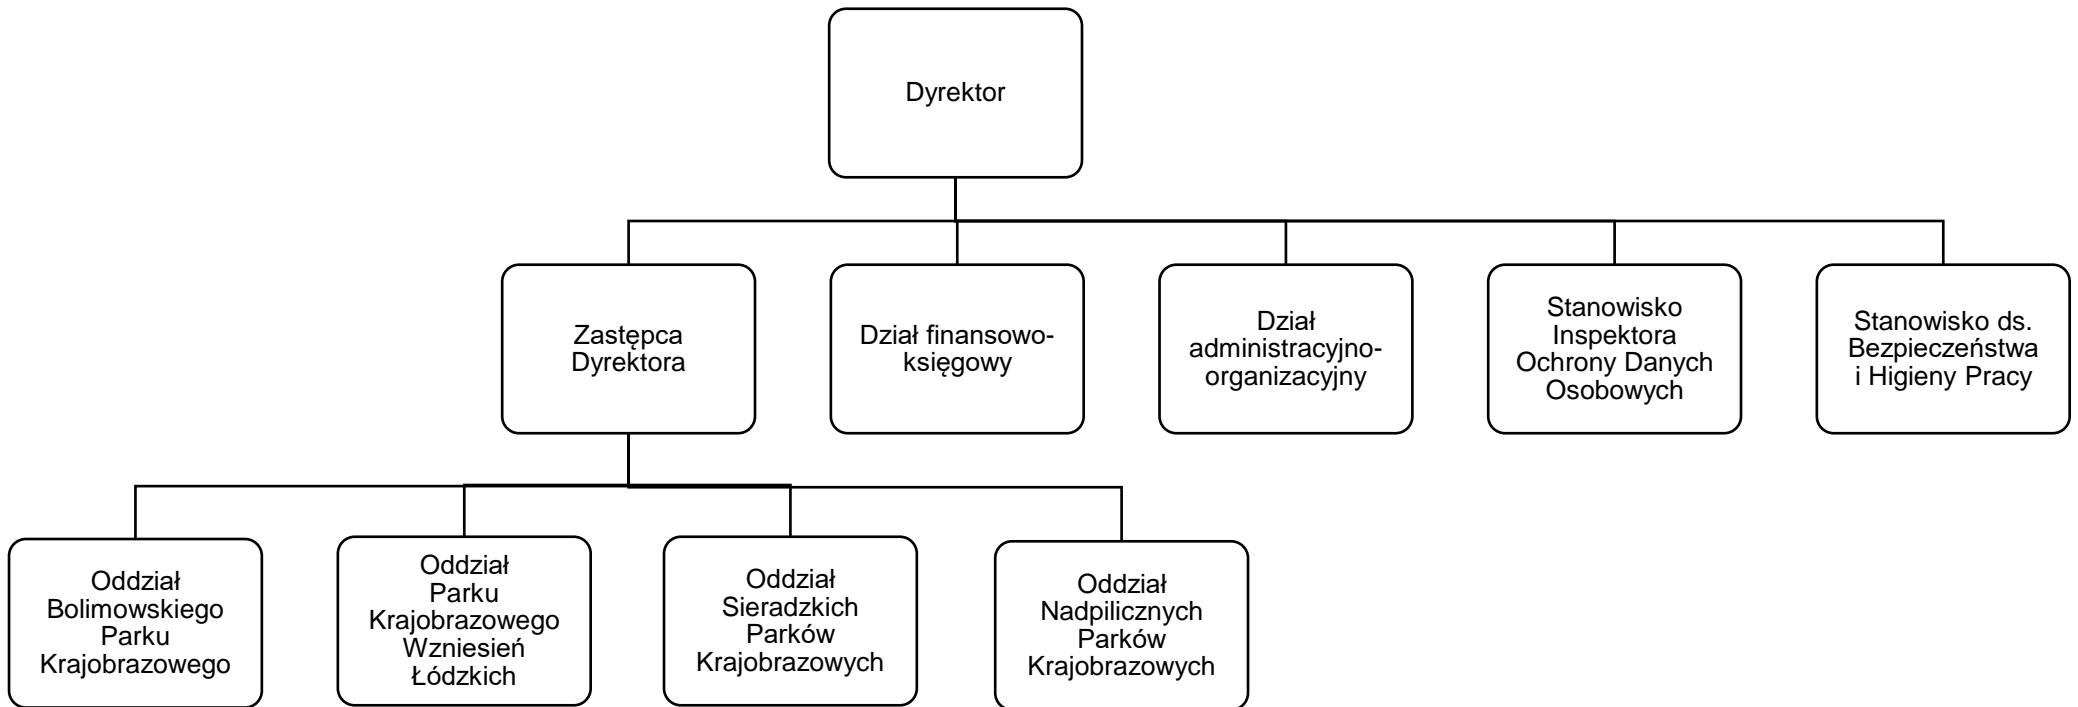 Dyrektor
Zastępca
Dyrektora
Dział finansowo-
księgowy
Dział
administracyjno-
organizacyjny
Stanowisko
Inspektora
Ochrony Danych
Osobowych
Stanowisko ds.
Bezpieczeństwa
i Higieny Pracy
Oddział
Bolimowskiego
Parku
Krajobrazowego
Oddział
Parku
Krajobrazowego
Wzniesień
Łódzkich
Oddział
Sieradzkich
Parków
Krajobrazowych
Oddział
Nadpilicznych
Parków
Krajobrazowych